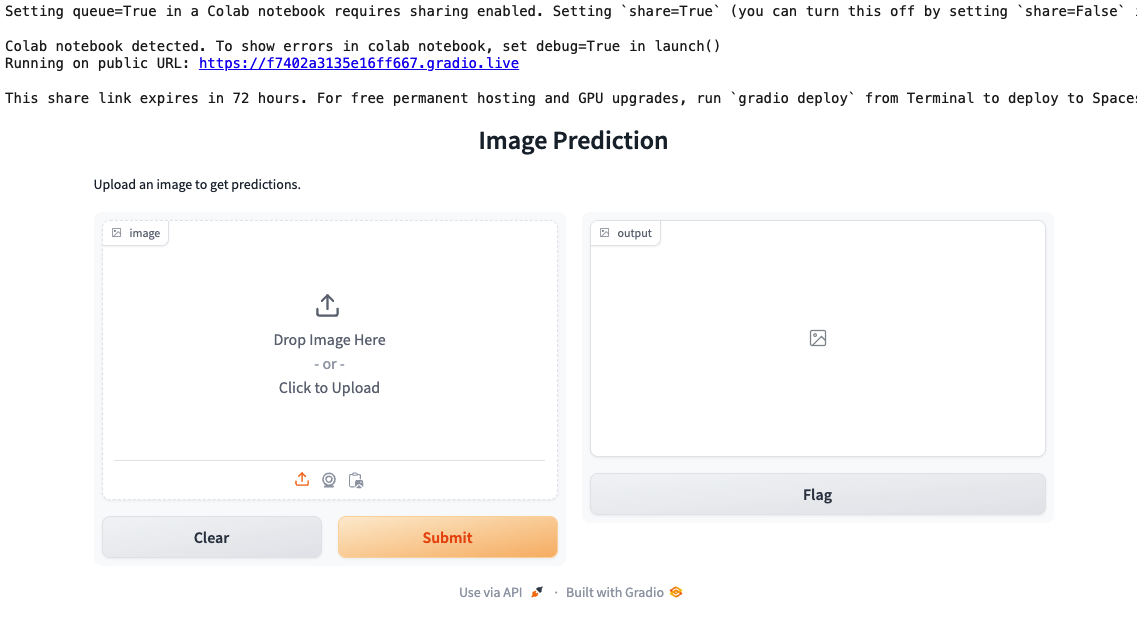 Setting queue=True in a Colab notebook requires sharing enabled. Setting `share=True` (you can turn this off by setting `share=False`
Colab notebook detected. To show errors in colab notebook, set debug=True in launch()
Running on public URL: https://f7402a3135e16ff667.gradio.live
This share link expires in 72 hours. For free permanent hosting and GPU upgrades, run `gradio deploy` from Terminal to deploy to Spaces
Image Prediction
Upload an image to get predictions.
image
Drop Image Here
- or -
Click to Upload
Clear
Submit
output
Flag
Use via API · Built with Gradio